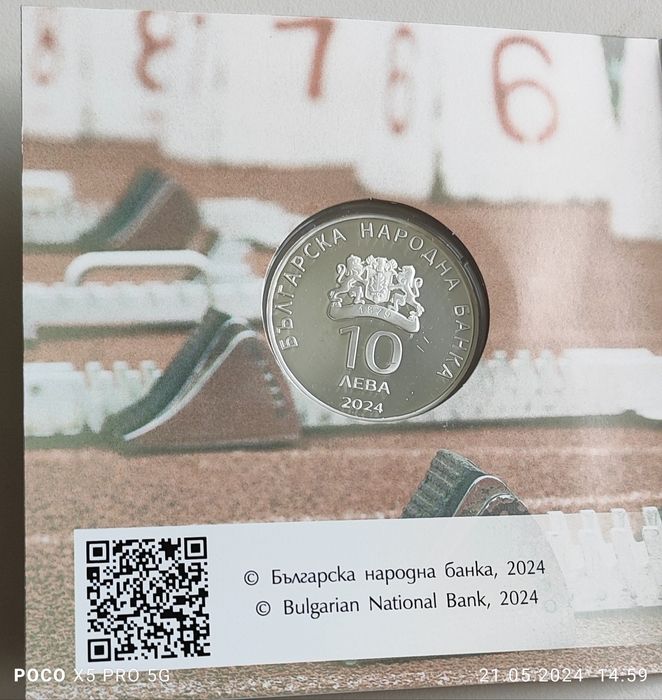 8 7 6 6
БЪЛГАРСКА НАРОДНА БАНКА
1879
10
ЛЕВА
2024
© Българска народна банка, 2024
© Bulgarian National Bank, 2024
POCO X5 PRO 5G
21.05.2024 14:59